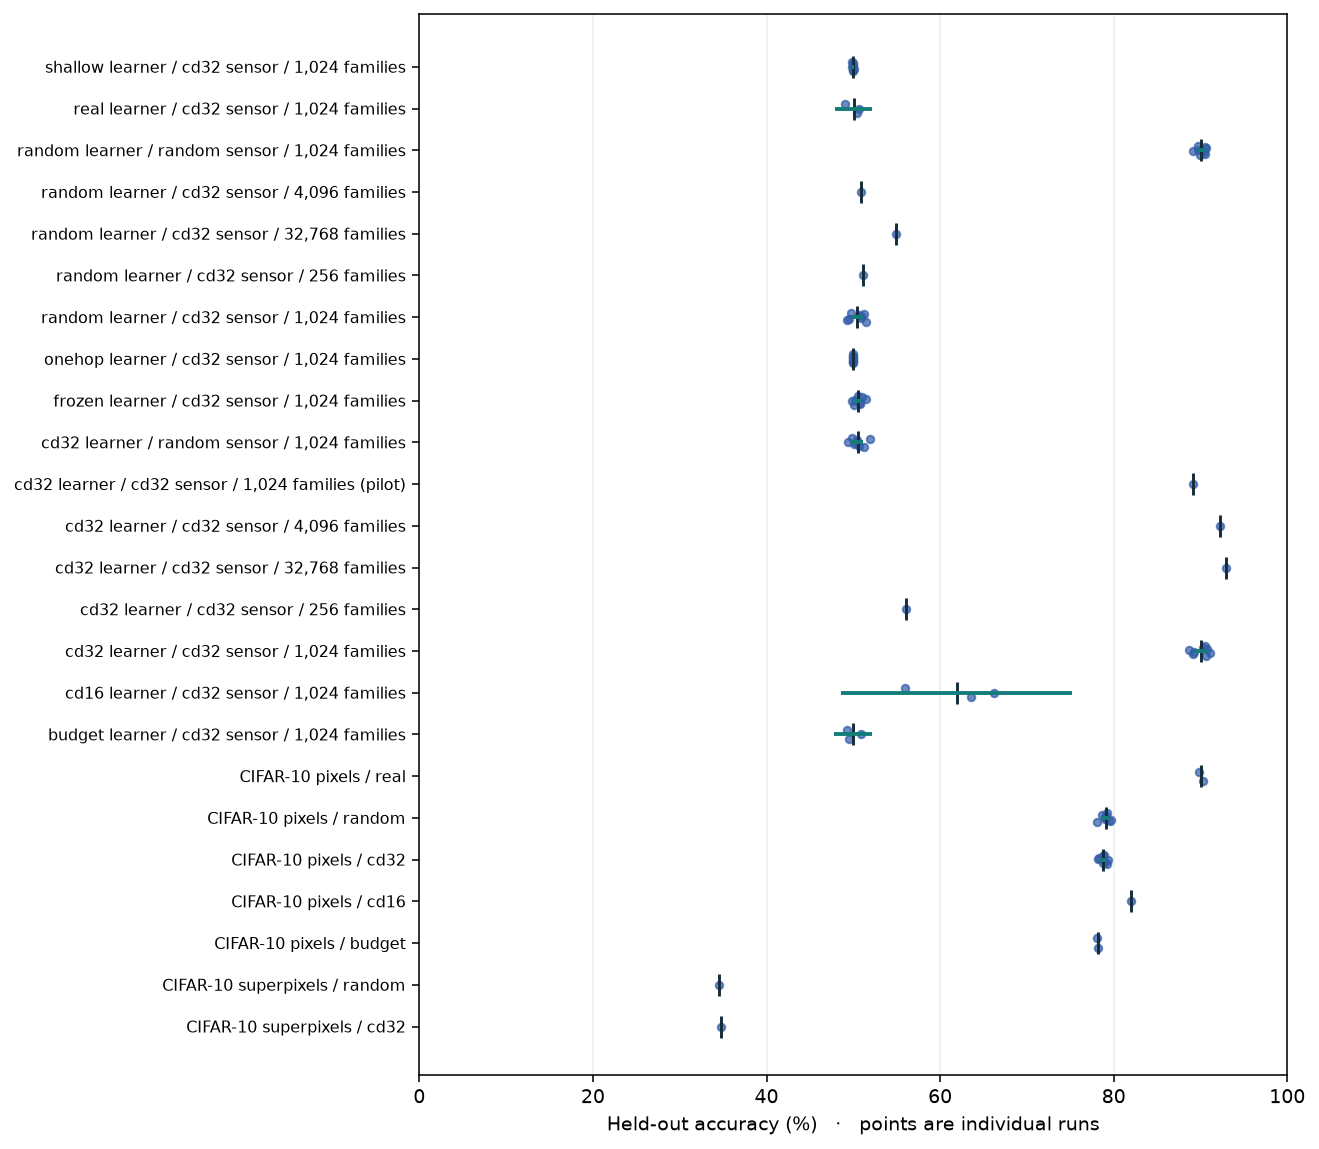 shallow learner / cd32 sensor / 1,024 families
real learner / cd32 sensor / 1,024 families
random learner / random sensor / 1,024 families
random learner / cd32 sensor / 4,096 families
random learner / cd32 sensor / 32,768 families
random learner / cd32 sensor / 256 families
random learner / cd32 sensor / 1,024 families
onehop learner / cd32 sensor / 1,024 families
frozen learner / cd32 sensor / 1,024 families
cd32 learner / random sensor / 1,024 families
cd32 learner / cd32 sensor / 1,024 families (pilot)
cd32 learner / cd32 sensor / 4,096 families
cd32 learner / cd32 sensor / 32,768 families
cd32 learner / cd32 sensor / 256 families
cd32 learner / cd32 sensor / 1,024 families
cd16 learner / cd32 sensor / 1,024 families
budget learner / cd32 sensor / 1,024 families
CIFAR-10 pixels / real
CIFAR-10 pixels / random
CIFAR-10 pixels / cd32
CIFAR-10 pixels / cd16
CIFAR-10 pixels / budget
CIFAR-10 superpixels / random
CIFAR-10 superpixels / cd32
0 20 40 60 80 100
Held-out accuracy (%) · points are individual runs